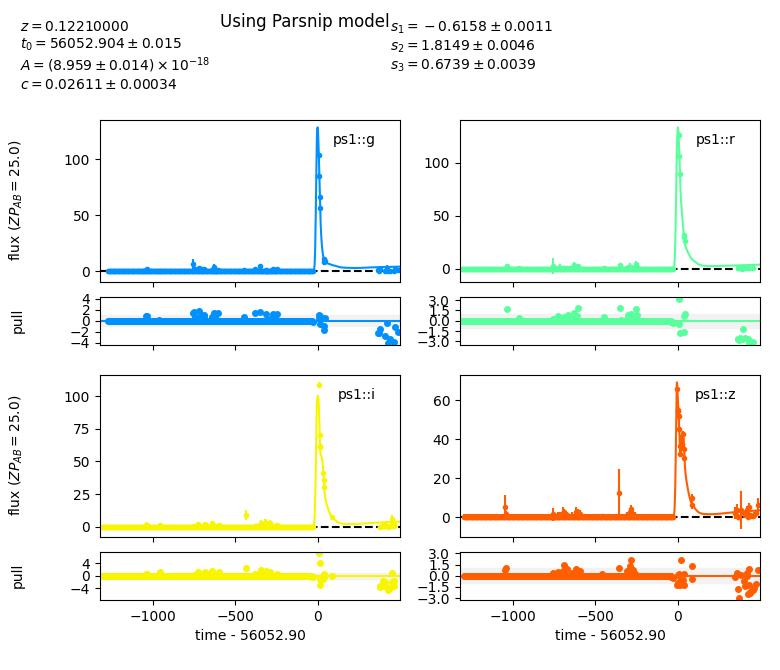 Using Parsnip model
z = 0.12210000
t₀ = 56052.904 ± 0.015
A = (8.959 ± 0.014) × 10⁻¹⁸
c = 0.02611 ± 0.00034
s₁ = −0.6158 ± 0.0011
s₂ = 1.8149 ± 0.0046
s₃ = 0.6739 ± 0.0039
flux (ZP_AB = 25.0)
100
50
0
ps1::g
100
50
0
ps1::r
pull
4
2
0
−2
−4
3.0
1.5
0.0
−1.5
−3.0
flux (ZP_AB = 25.0)
100
75
50
25
0
ps1::i
60
40
20
0
ps1::z
pull
4
0
−4
3.0
1.5
0.0
−1.5
−3.0
−1000 −500 0
−1000 −500 0
time - 56052.90
time - 56052.90